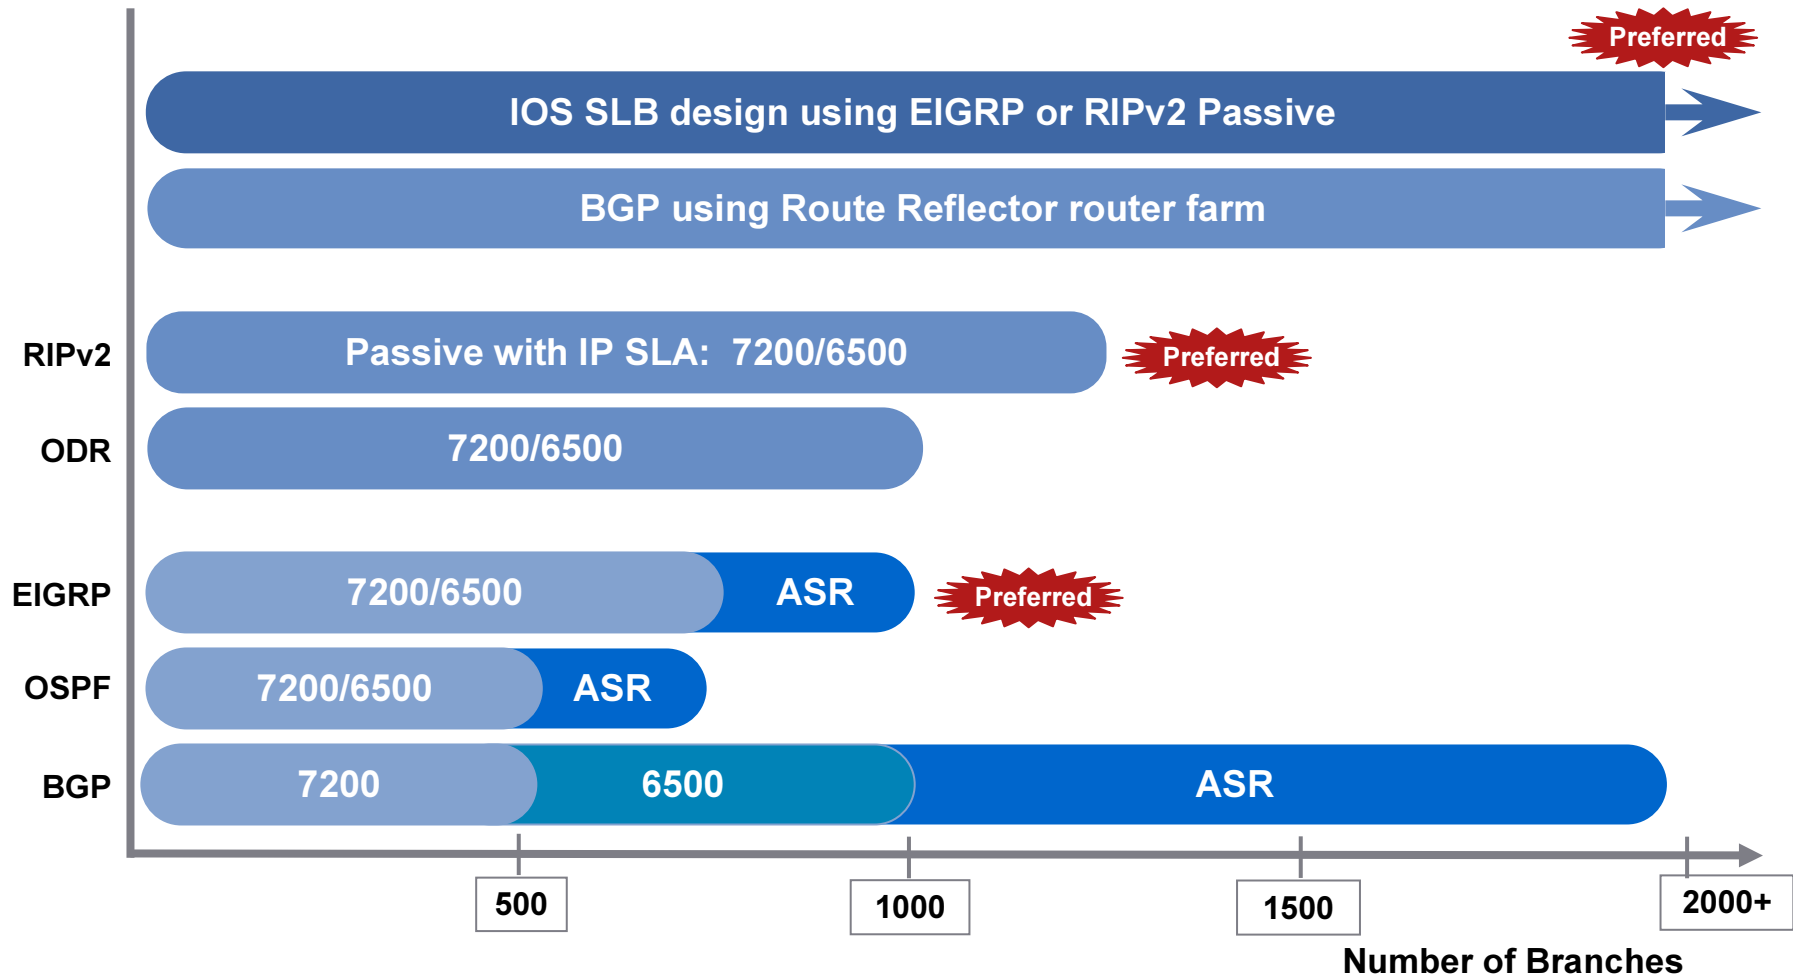 Preferred
IOS SLB design using EIGRP or RIPv2 Passive
BGP using Route Reflector router farm
RIPv2
Passive with IP SLA: 7200/6500
Preferred
ODR
7200/6500
EIGRP
7200/6500
ASR
Preferred
OSPF
7200/6500
ASR
BGP
7200
6500
ASR
500
1000
1500
2000+
Number of Branches